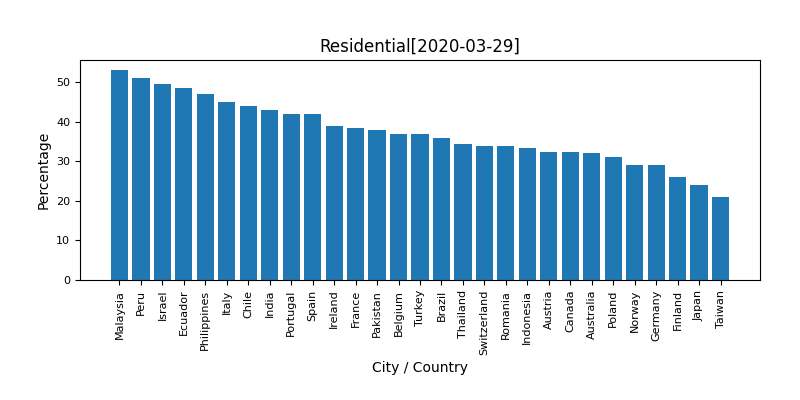 Residential[2020-03-29]
Percentage
50
40
30
20
10
0
Malaysia
Peru
Israel
Ecuador
Philippines
Italy
Chile
India
Portugal
Spain
Ireland
France
Pakistan
Belgium
Turkey
Brazil
Thailand
Switzerland
Romania
Indonesia
Austria
Canada
Australia
Poland
Norway
Germany
Finland
Japan
Taiwan
City / Country